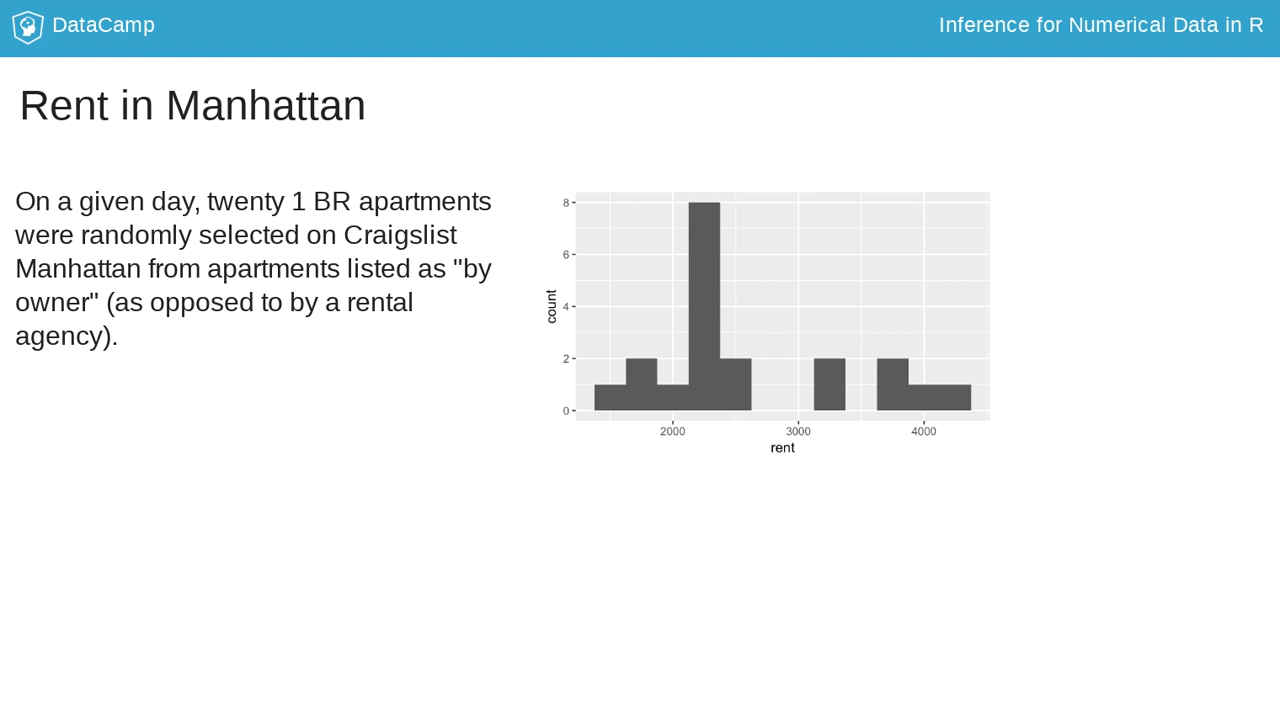 DataCamp
Inference for Numerical Data in R
Rent in Manhattan
On a given day, twenty 1 BR apartments
were randomly selected on Craigslist
Manhattan from apartments listed as "by
owner" (as opposed to by a rental
agency).
8
6
4
2
0
count
2000 3000 4000
rent